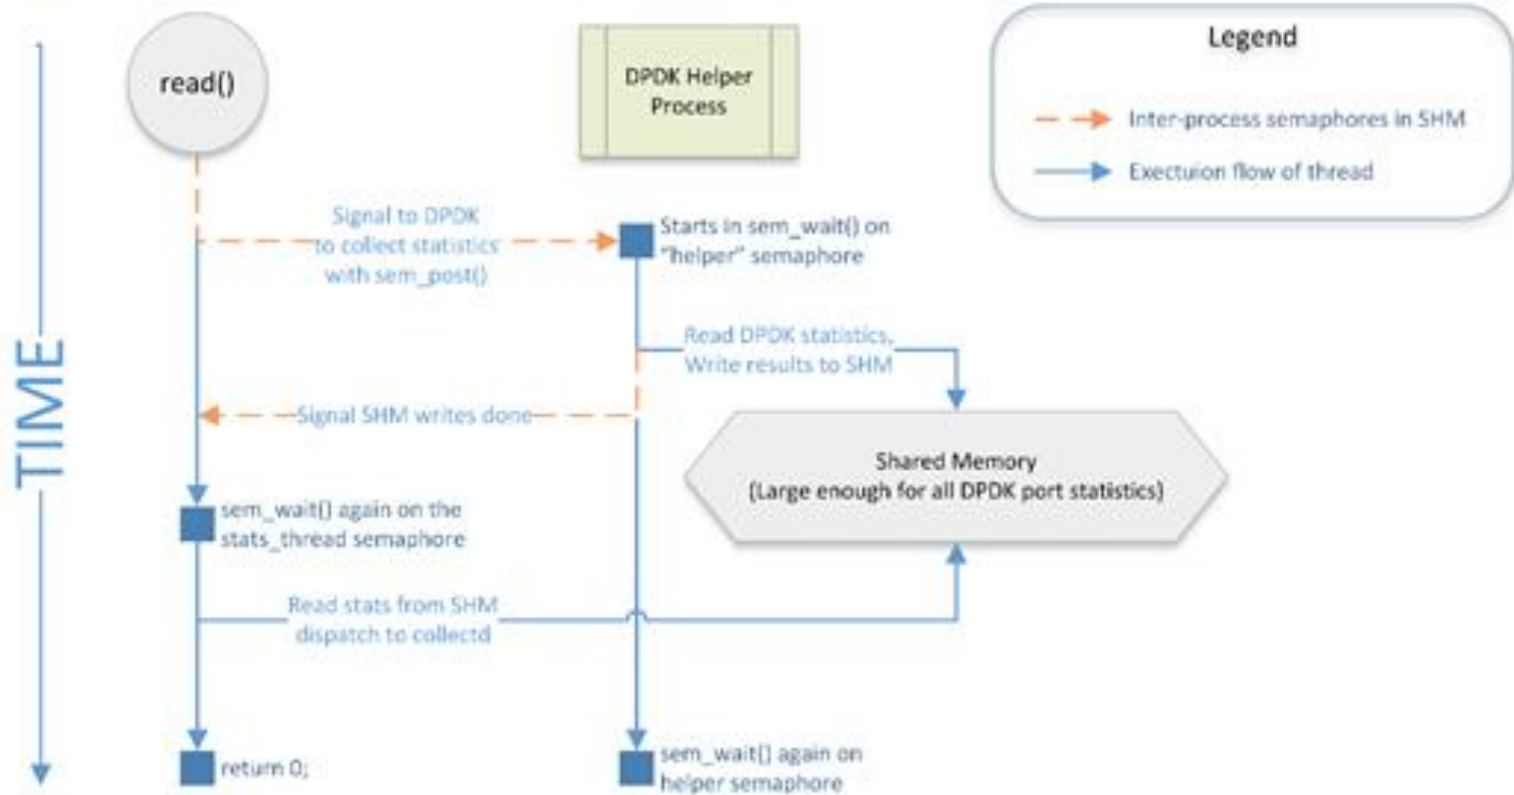 read()
DPDK Helper
Process
Legend
Inter-process semaphores in SHM
Exectuion flow of thread
TIME
Signal to DPDK
to collect statistics
with sem_post()
Starts in sem_wait() on
"helper" semaphore
Read DPDK statistics,
Write results to SHM
Signal SHM writes done
Shared Memory
(Large enough for all DPDK port statistics)
sem_wait() again on the
stats_thread semaphore
Read stats from SHM
dispatch to collectd
return 0;
sem_wait() again on
helper semaphore